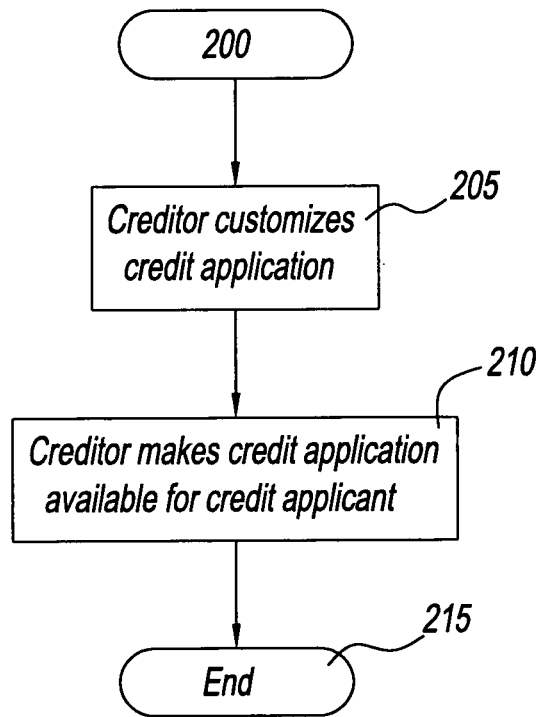 200
205
Creditor customizes
credit application
210
Creditor makes credit application
available for credit applicant
215
End